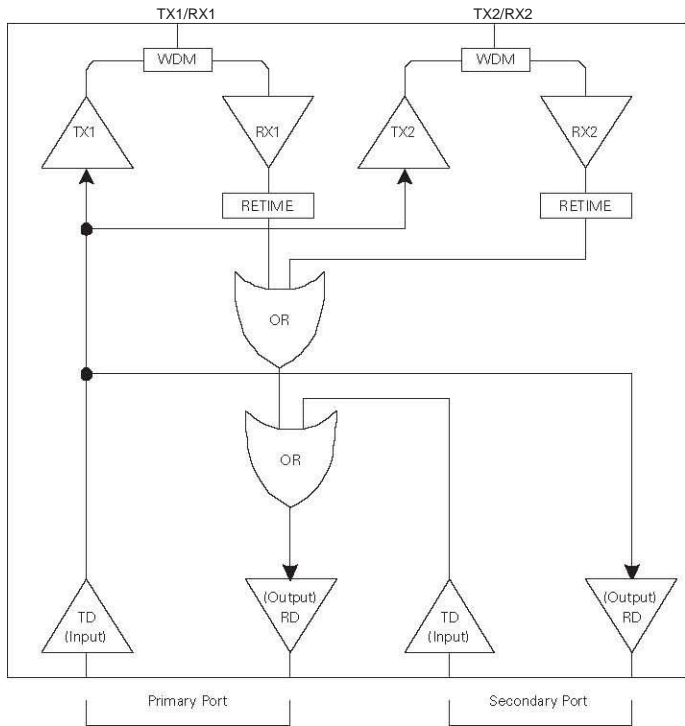 TX1/RX1
TX2/RX2
WDM
WDM
TX1
RX1
TX2
RX2
RETIME
RETIME
OR
OR
TD
(Input)
(Output)
RD
TD
(Input)
(Output)
RD
Primary Port
Secondary Port